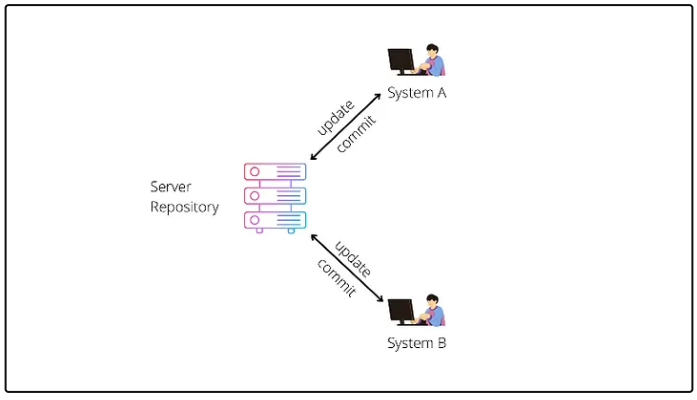 System A
update
commit
Server
Repository
update
commit
System B